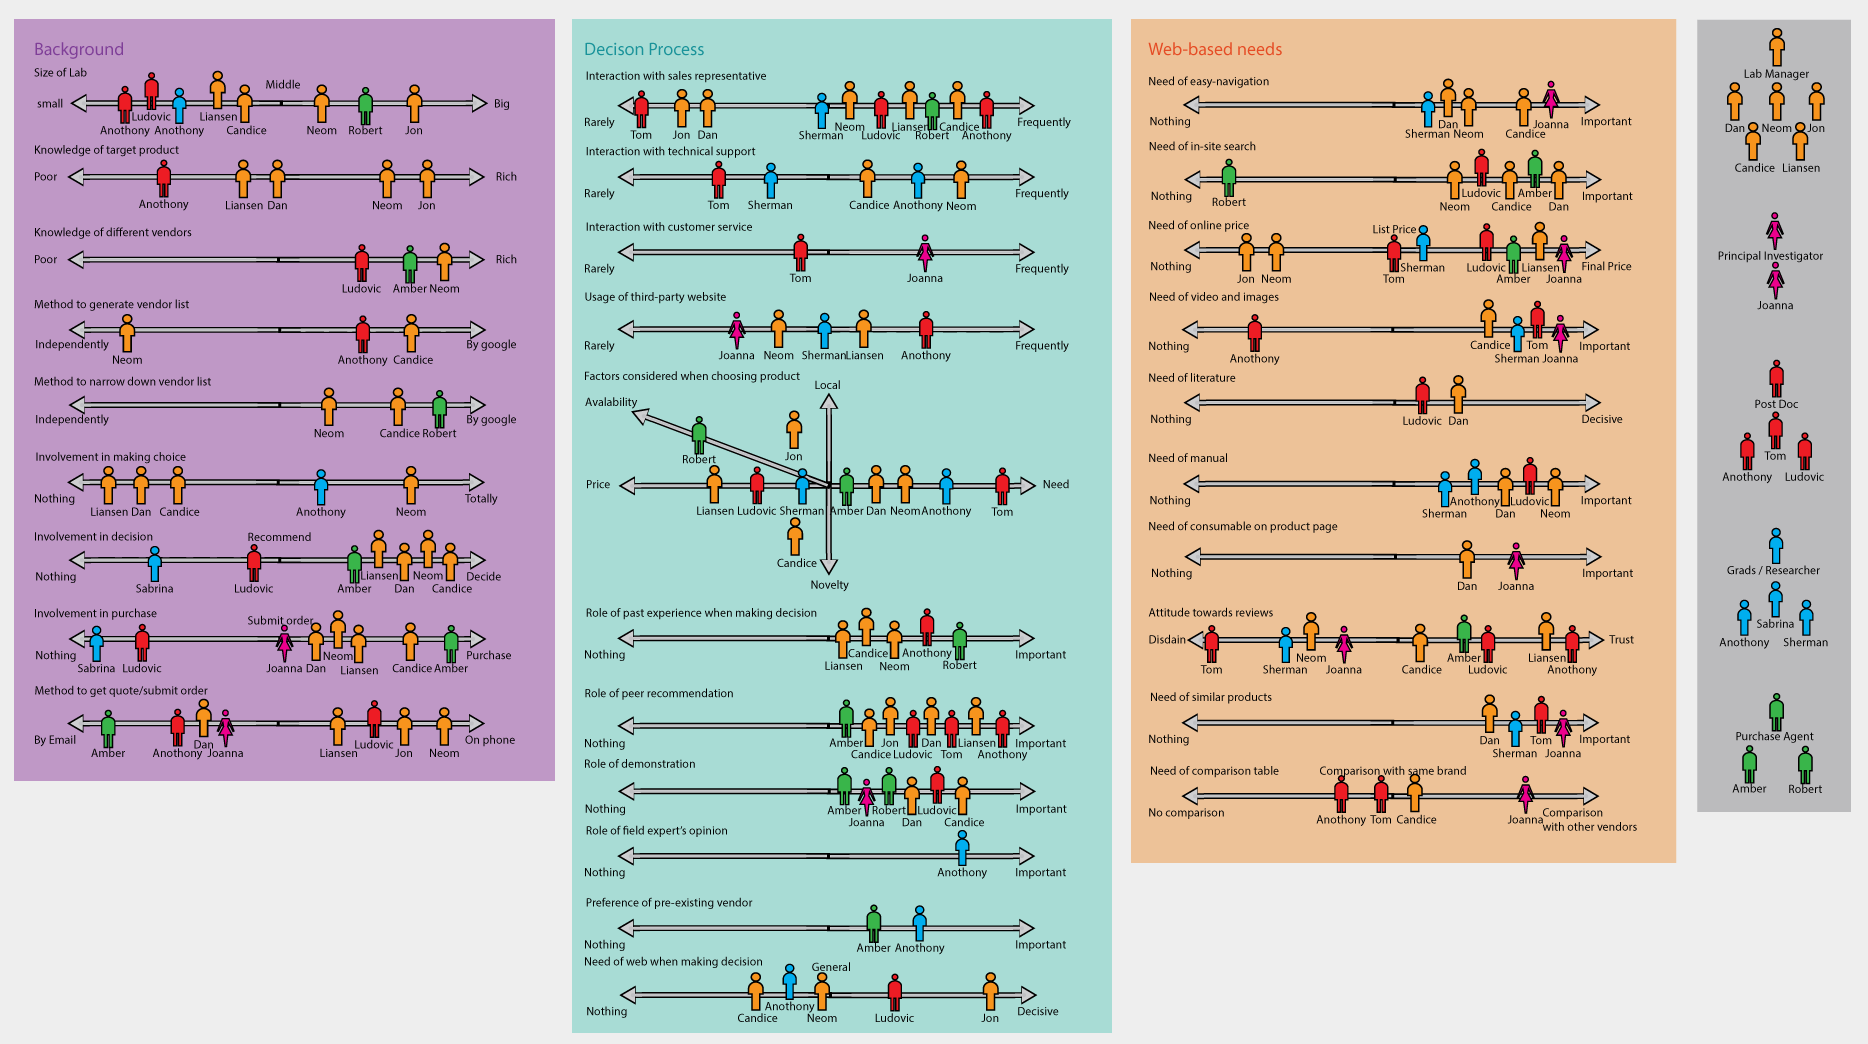 Background
Size of Lab
Middle
small
Big
Ludovic
Liansen
Anothony
Anothony
Candice
Neom
Robert
Jon
Knowledge of target product
Poor
Rich
Anothony
Liansen
Dan
Neom
Jon
Knowledge of different vendors
Poor
Rich
Ludovic
Amber
Neom
Method to generate vendor list
Independently
By google
Neom
Anothony
Candice
Method to narrow down vendor list
Independently
By google
Neom
Candice
Robert
Involvement in making choice
Nothing
Totally
Liansen
Dan
Candice
Anothony
Neom
Involvement in decision
Recommend
Nothing
Liansen
Neom
Decide
Sabrina
Ludovic
Amber
Dan
Candice
Involvement in purchase
Submit order
Nothing
Neom
Purchase
Sabrina
Ludovic
Joanna
Dan
Liansen
Candice
Amber
Method to get quote/submit order
By Email
Dan
Ludovic
On phone
Amber
Anothony
Joanna
Liansen
Jon
Neom
Decison Process
Interaction with sales representative
Rarely
Neom
Liansen
Candice
Frequently
Tom
Jon
Dan
Sherman
Ludovic
Robert
Anothony
Interaction with technical support
Rarely
Frequently
Tom
Sherman
Candice
Anothony
Neom
Interaction with customer service
Rarely
Frequently
Tom
Joanna
Usage of third-party website
Rarely
Frequently
Joanna
Neom
Sherman
Liansen
Anothony
Factors considered when choosing product
Local
Avalability
Robert
Jon
Price
Need
Liansen
Ludovic
Sherman
Amber
Dan
Neom
Anothony
Tom
Candice
Novelty
Role of past experience when making decision
Nothing
Candice
Anothony
Important
Liansen
Neom
Robert
Role of peer recommendation
Nothing
Amber
Jon
Dan
Liansen
Important
Candice
Ludovic
Tom
Anothony
Role of demonstration
Nothing
Amber
Robert
Ludovic
Important
Joanna
Dan
Candice
Role of field expert's opinion
Nothing
Anothony
Important
Preference of pre-existing vendor
Nothing
Important
Amber
Anothony
Need of web when making decision
General
Nothing
Anothony
Decisive
Candice
Neom
Ludovic
Jon
Web-based needs
Need of easy-navigation
Nothing
Dan
Joanna
Important
Sherman
Neom
Candice
Need of in-site search
Nothing
Ludovic
Amber
Important
Robert
Neom
Candice
Dan
Need of online price
List Price
Nothing
Sherman
Ludovic
Liansen
Final Price
Jon
Neom
Tom
Amber
Joanna
Need of video and images
Nothing
Candice
Tom
Important
Anothony
Sherman
Joanna
Need of literature
Nothing
Ludovic
Dan
Decisive
Need of manual
Nothing
Anothony
Ludovic
Important
Sherman
Dan
Neom
Need of consumable on product page
Nothing
Important
Dan
Joanna
Attitude towards reviews
Disdain
Trust
Neom
Amber
Liansen
Tom
Sherman
Joanna
Candice
Ludovic
Anothony
Need of similar products
Nothing
Dan
Tom
Important
Sherman
Joanna
Need of comparison table
Comparison with same brand
No comparison
Anothony
Tom
Candice
Joanna
Comparison
with other vendors
Lab Manager
Dan
Neom
Jon
Candice
Liansen
Principal Investigator
Joanna
Post Doc
Tom
Anothony
Ludovic
Grads / Researcher
Sabrina
Anothony
Sherman
Purchase Agent
Amber
Robert